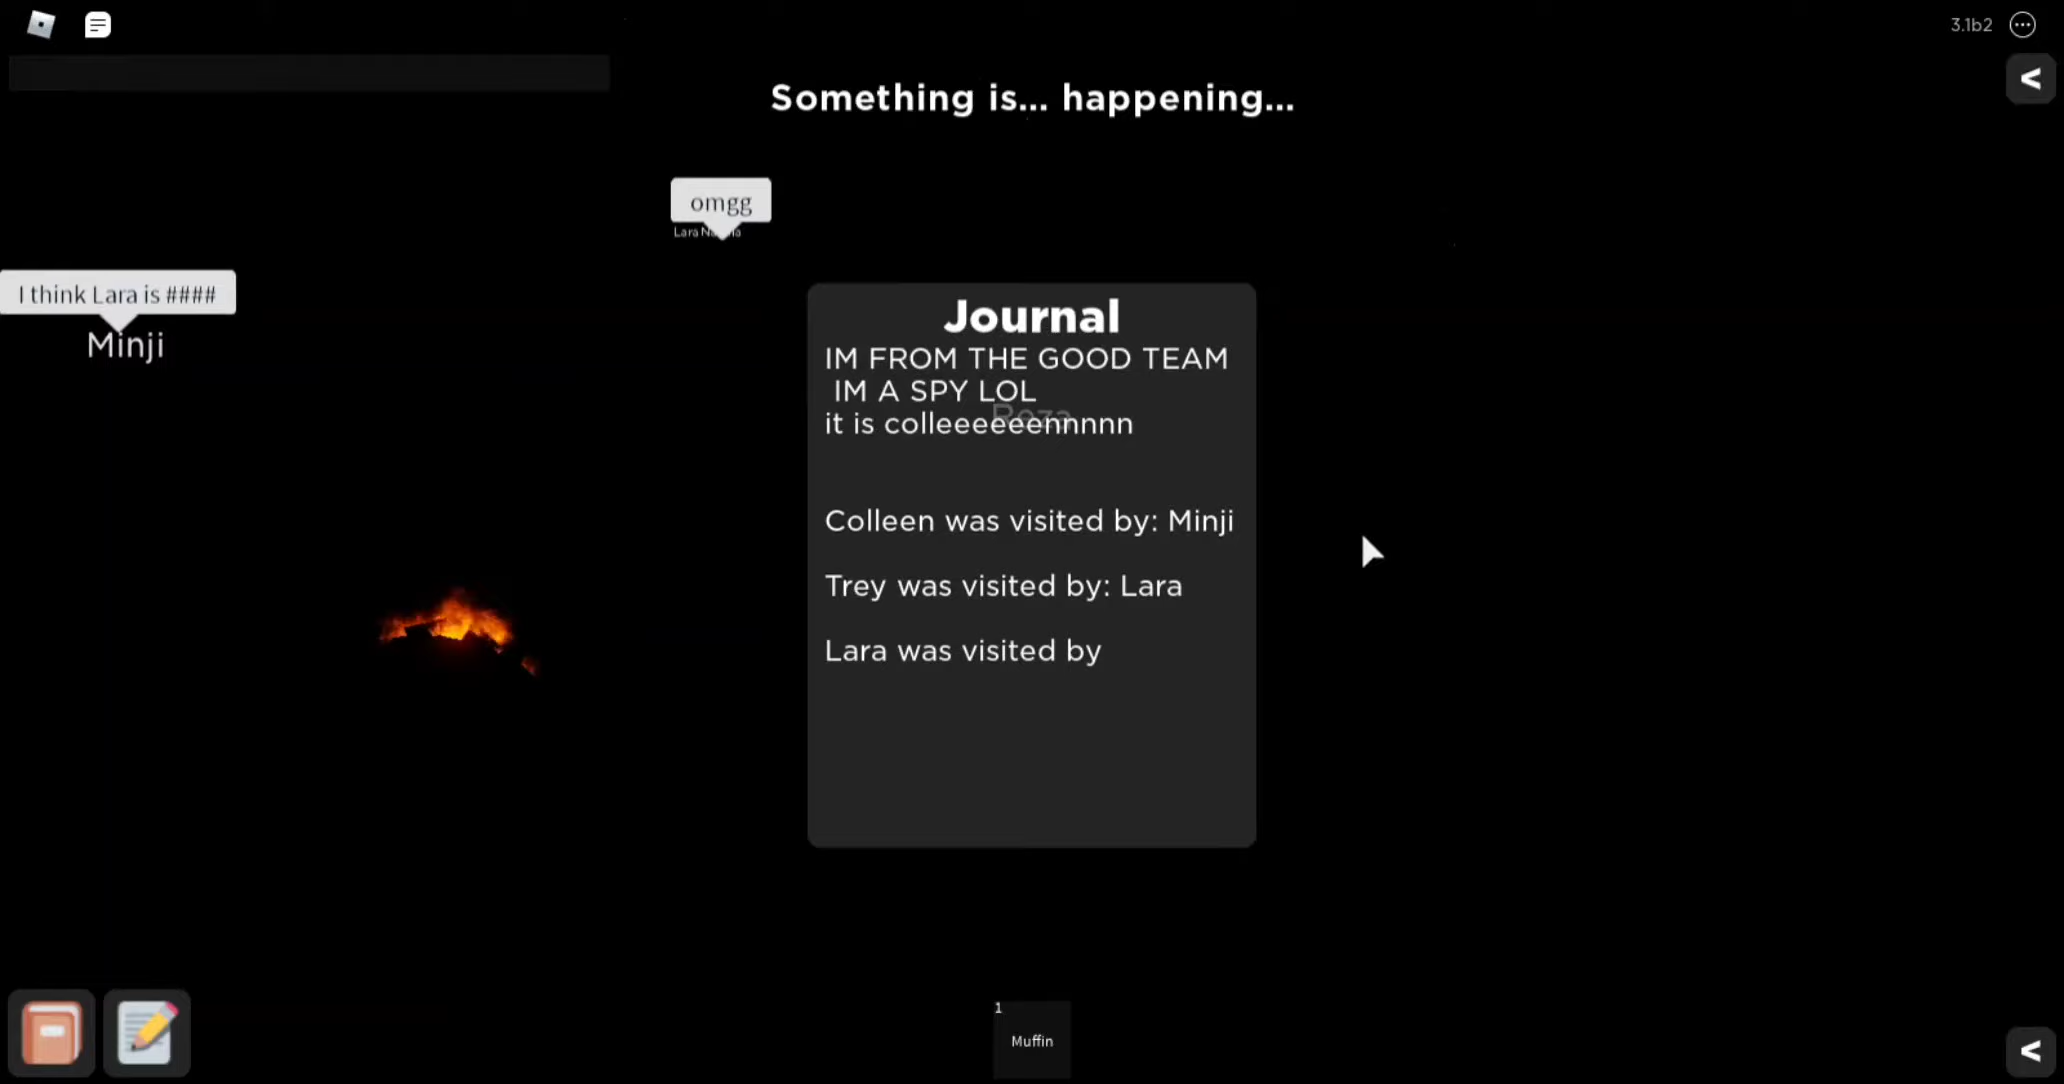 3.1b2
Something is... happening...
omgg
Lara
I think Lara is ####
Minji
Journal
IM FROM THE GOOD TEAM
IM A SPY LOL
Reza
it is colleeeeeennnnn
Colleen was visited by: Minji
Trey was visited by: Lara
Lara was visited by
1
Muffin